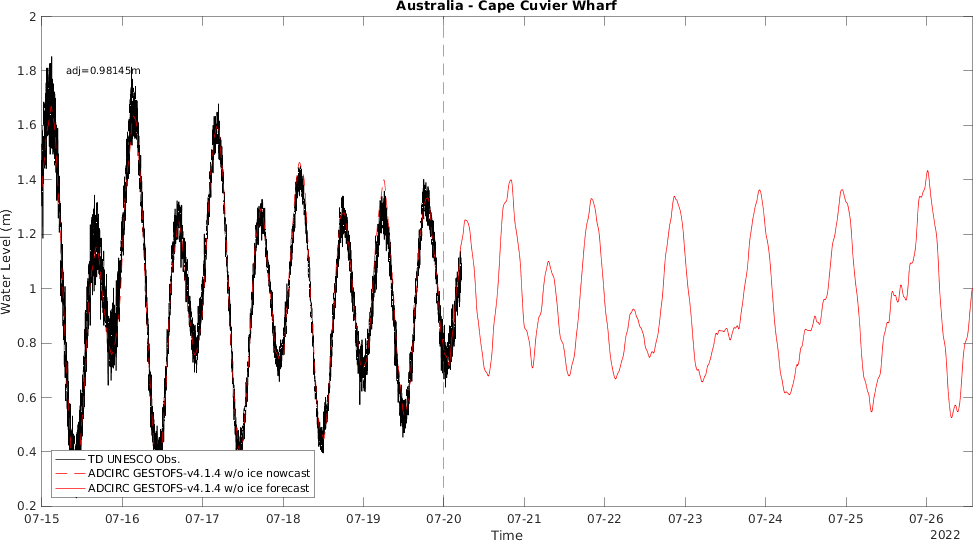 Australia - Cape Cuvier Wharf
adj=0.98145m
Water Level (m)
2
1.8
1.6
1.4
1.2
1
0.8
0.6
0.4
0.2
TD UNESCO Obs.
ADCIRC GESTOFS-v4.1.4 w/o ice nowcast
ADCIRC GESTOFS-v4.1.4 w/o ice forecast
07-15 07-16 07-17 07-18 07-19 07-20 07-21 07-22 07-23 07-24 07-25 07-26
Time
2022